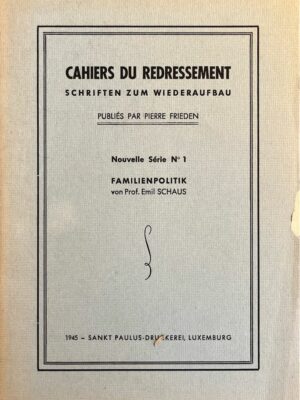 CAHIERS DU REDRESSEMENT
SCHRIFTEN ZUM WIEDERAUFBAU
PUBLIÉS PAR PIERRE FRIEDEN
Nouvelle Série N° 1
FAMILIENPOLITIK
von Prof. Emil SCHAUS
1945 – SANKT PAULUS-DRUCKEREI, LUXEMBURG